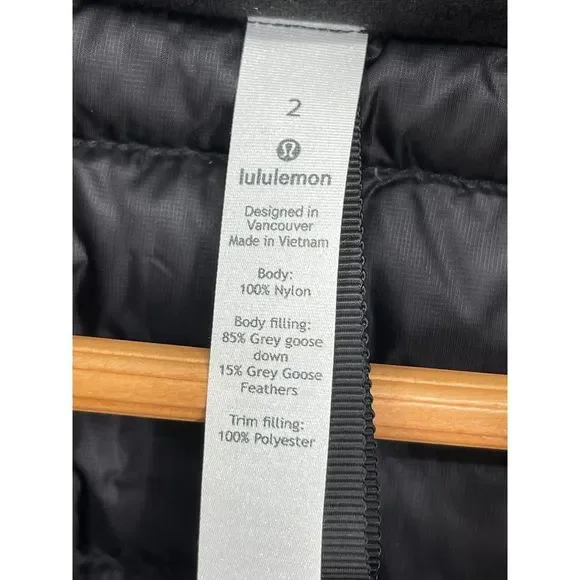 2
lululemon
Designed in
Vancouver
Made in Vietnam
Body:
100% Nylon
Body filling:
85% Grey goose
down
15% Grey Goose
Feathers
Trim filling:
100% Polyester